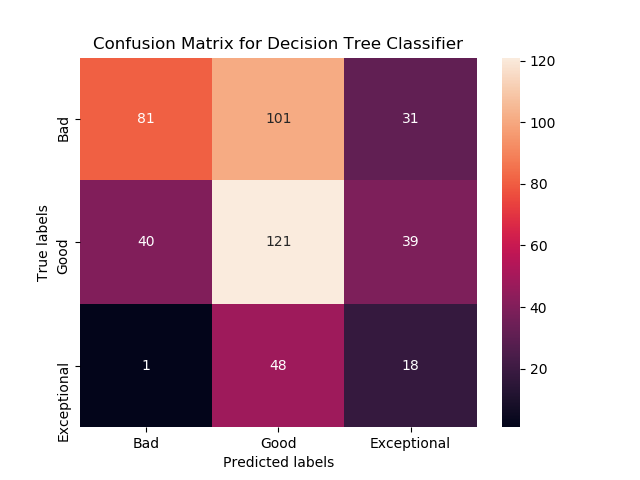 Confusion Matrix for Decision Tree Classifier
True labels
Bad
81 101 31
Good
40 121 39
Exceptional
1 48 18
Bad Good Exceptional
Predicted labels
120
100
80
60
40
20